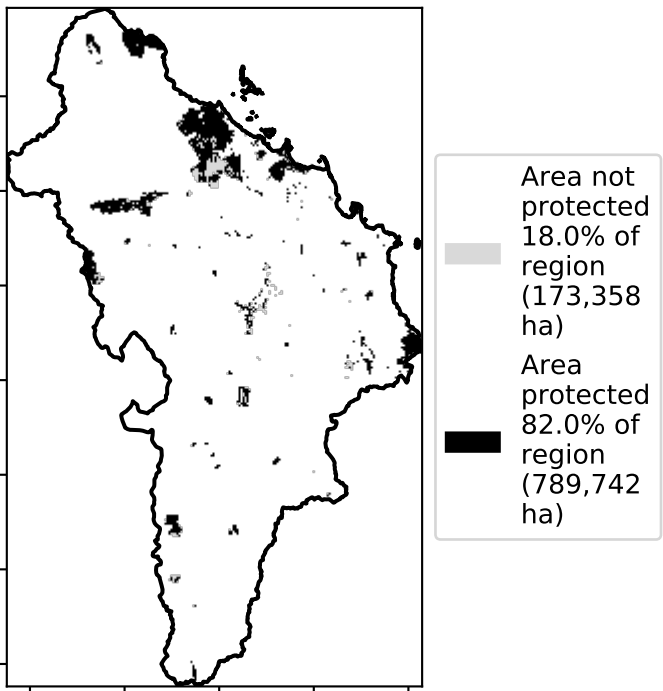 Area not
protected
18.0% of
region
(173,358
ha)
Area
protected
82.0% of
region
(789,742
ha)